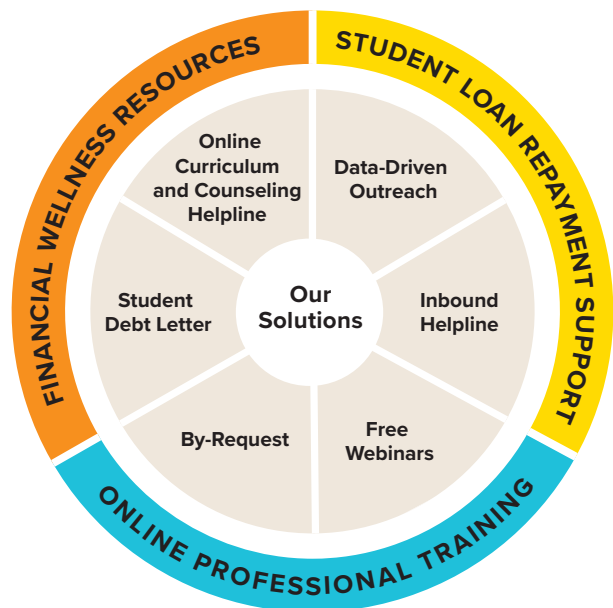 FINANCIAL WELLNESS RESOURCES
STUDENT LOAN REPAYMENT SUPPORT
Online
Curriculum
and Counseling
Helpline
Data-Driven
Outreach
Student
Debt Letter
Our
Solutions
Inbound
Helpline
By-Request
Free
Webinars
ONLINE PROFESSIONAL TRAINING